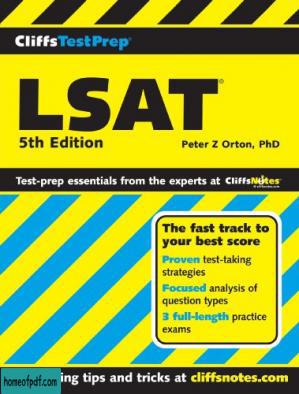 CliffsTestPrep®
LSAT®
5th Edition
Peter Z Orton, PhD
Test-prep essentials from the experts at CliffsNotes®
The fast track to
your best score
Proven test-taking
strategies
Focused analysis of
question types
3 full-length practice
exams
ing tips and tricks at cliffsnotes.com
homeofpdf.com